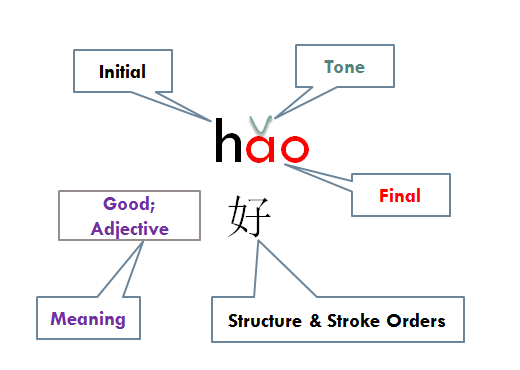 Initial
Tone
hǎo
Final
Good;
Adjective
好
Meaning
Structure & Stroke Orders